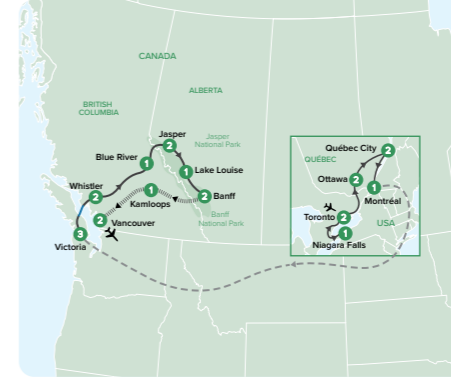 CANADA
ALBERTA
BRITISH
COLUMBIA
Jasper
2
Jasper
National Park
Blue River
1
1
Lake Louise
Whistler
2
1
Kamloops
2
Banff
Banff
National Park
2
Vancouver
3
Victoria
Québec City
2
QUÉBEC
Ottawa
2
1
Montréal
Toronto
2
USA
1
Niagara Falls